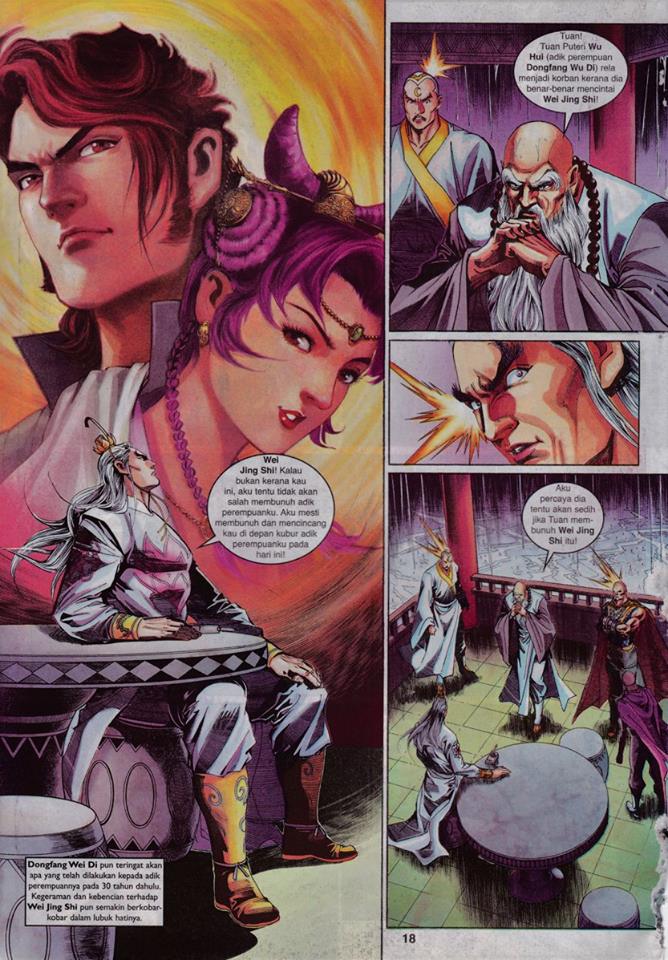 Wei
Jing Shi! Kalau
bukan kerana kau
ini, aku tentu tidak akan
salah membunuh adik
perempuanku. Aku mesti
membunuh dan mencincang
kau di depan kubur adik
perempuanku pada
hari ini!
Dongfang Wei Di pun teringat akan
apa yang telah dilakukan kepada adik
perempuannya pada 30 tahun dahulu.
Kegeraman dan kebencian terhadap
Wei Jing Shi pun semakin berkobar-
kobar dalam lubuk hatinya.
Tuan!
Tuan Puteri Wu
Hui (adik perempuan
Dongfang Wu Di) rela
menjadi korban kerana dia
benar-benar mencintai
Wei Jing Shi!
Aku
percaya dia
tentu akan sedih
jika Tuan mem-
bunuh Wei Jing
Shi itu!
18